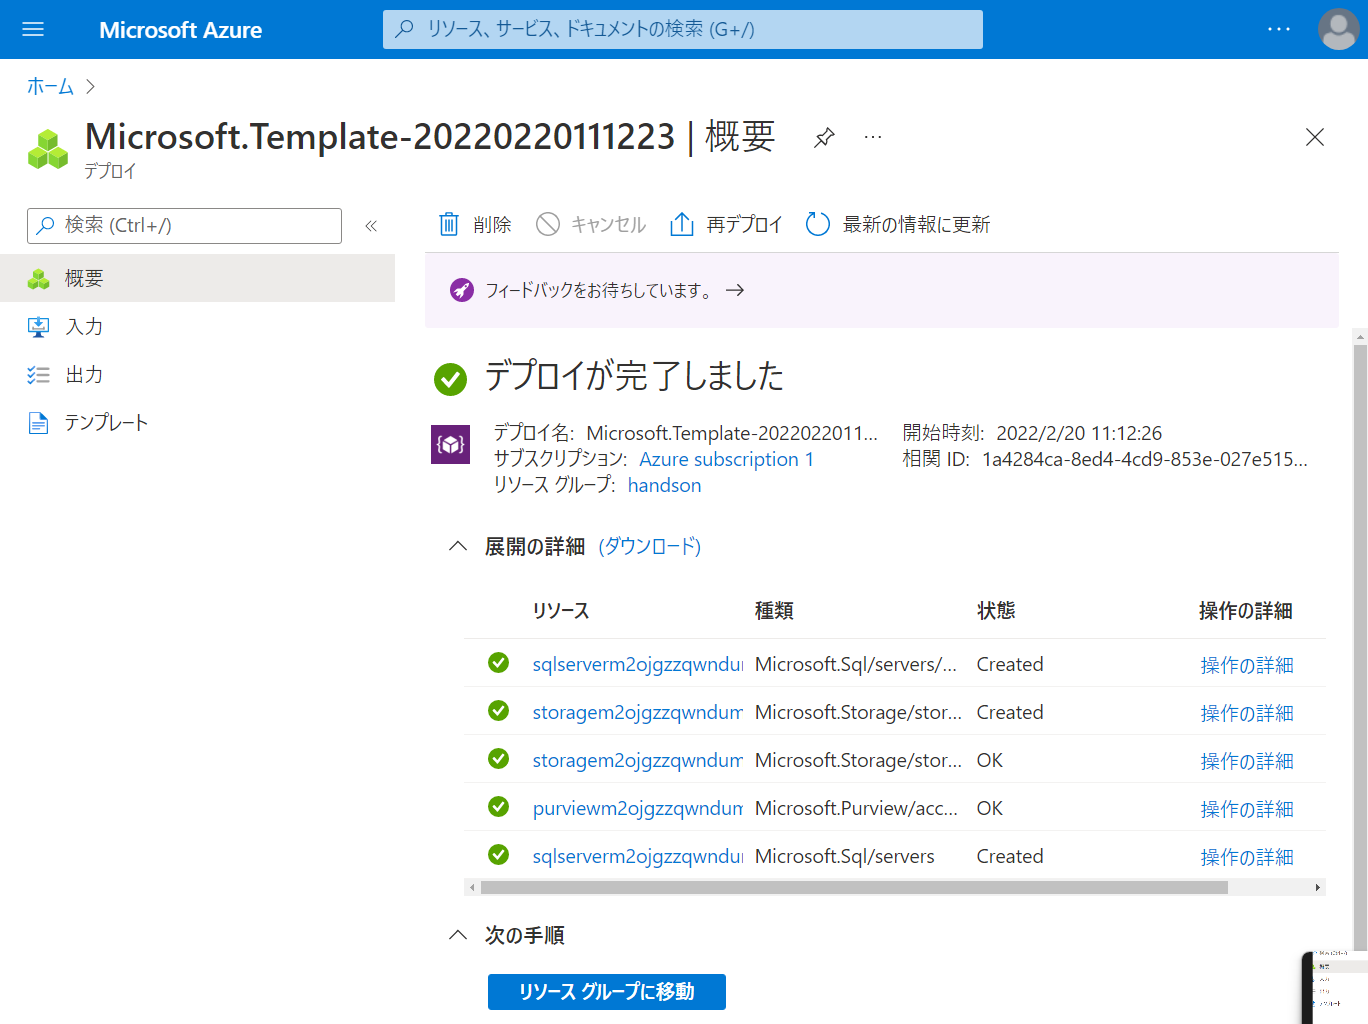 Microsoft Azure
リソース、サービス、ドキュメントの検索 (G+/)
ホーム
Microsoft.Template-20220220111223 | 概要
デプロイ
検索 (Ctrl+/)
概要
入力
出力
テンプレート
削除 キャンセル 再デプロイ 最新の情報に更新
フィードバックをお待ちしています。 →
デプロイが完了しました
デプロイ名: Microsoft.Template-2022022011... 開始時刻: 2022/2/20 11:12:26
サブスクリプション: Azure subscription 1 相関 ID: 1a4284ca-8ed4-4cd9-853e-027e515...
リソース グループ: handson
展開の詳細 (ダウンロード)
リソース 種類 状態 操作の詳細
sqlserverm2ojgzzqwndu Microsoft.Sql/servers/... Created 操作の詳細
storagem2ojgzzqwndum Microsoft.Storage/stor... Created 操作の詳細
storagem2ojgzzqwndum Microsoft.Storage/stor... OK 操作の詳細
purviewm2ojgzzqwndum Microsoft.Purview/acc... OK 操作の詳細
sqlserverm2ojgzzqwndu Microsoft.Sql/servers Created 操作の詳細
次の手順
リソース グループに移動